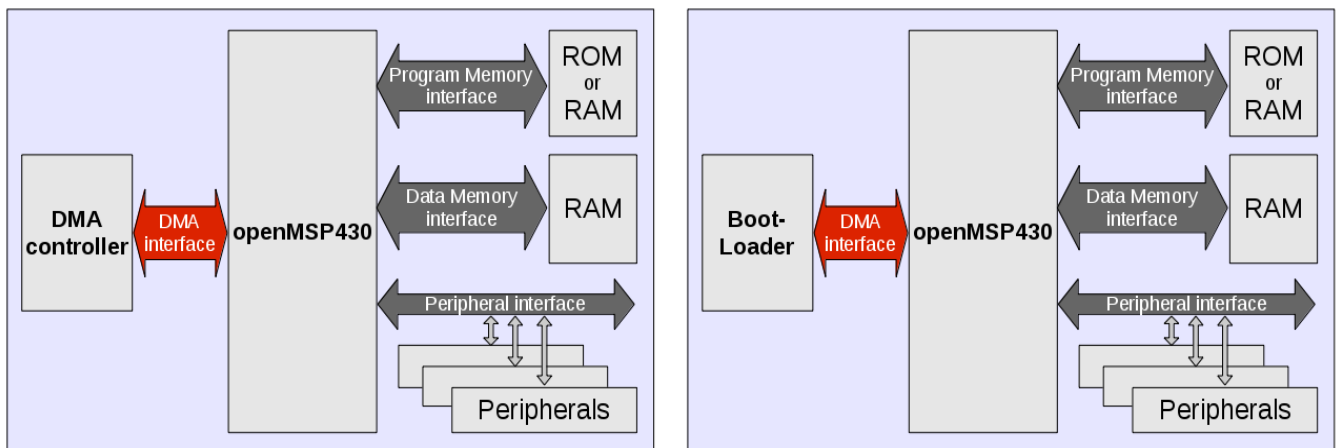 DMA
controller
DMA
interface
openMSP430
Program Memory
interface
ROM
or
RAM
Data Memory
interface
RAM
Peripheral interface
Peripherals
Boot-
Loader
DMA
interface
openMSP430
Program Memory
interface
ROM
or
RAM
Data Memory
interface
RAM
Peripheral interface
Peripherals